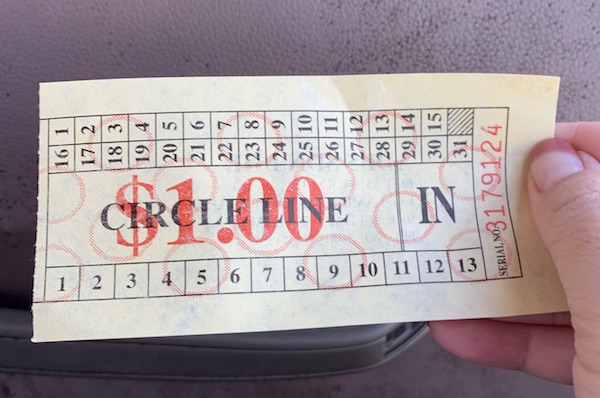 1 2 3 4 5 6 7 8 9 10 11 12 13 14 15
16 17 18 19 20 21 22 23 24 25 26 27 28 29 30 31
$1.00
CIRCLE LINE
IN
1 2 3 4 5 6 7 8 9 10 11 12 13
SERIAL NO. 3179124